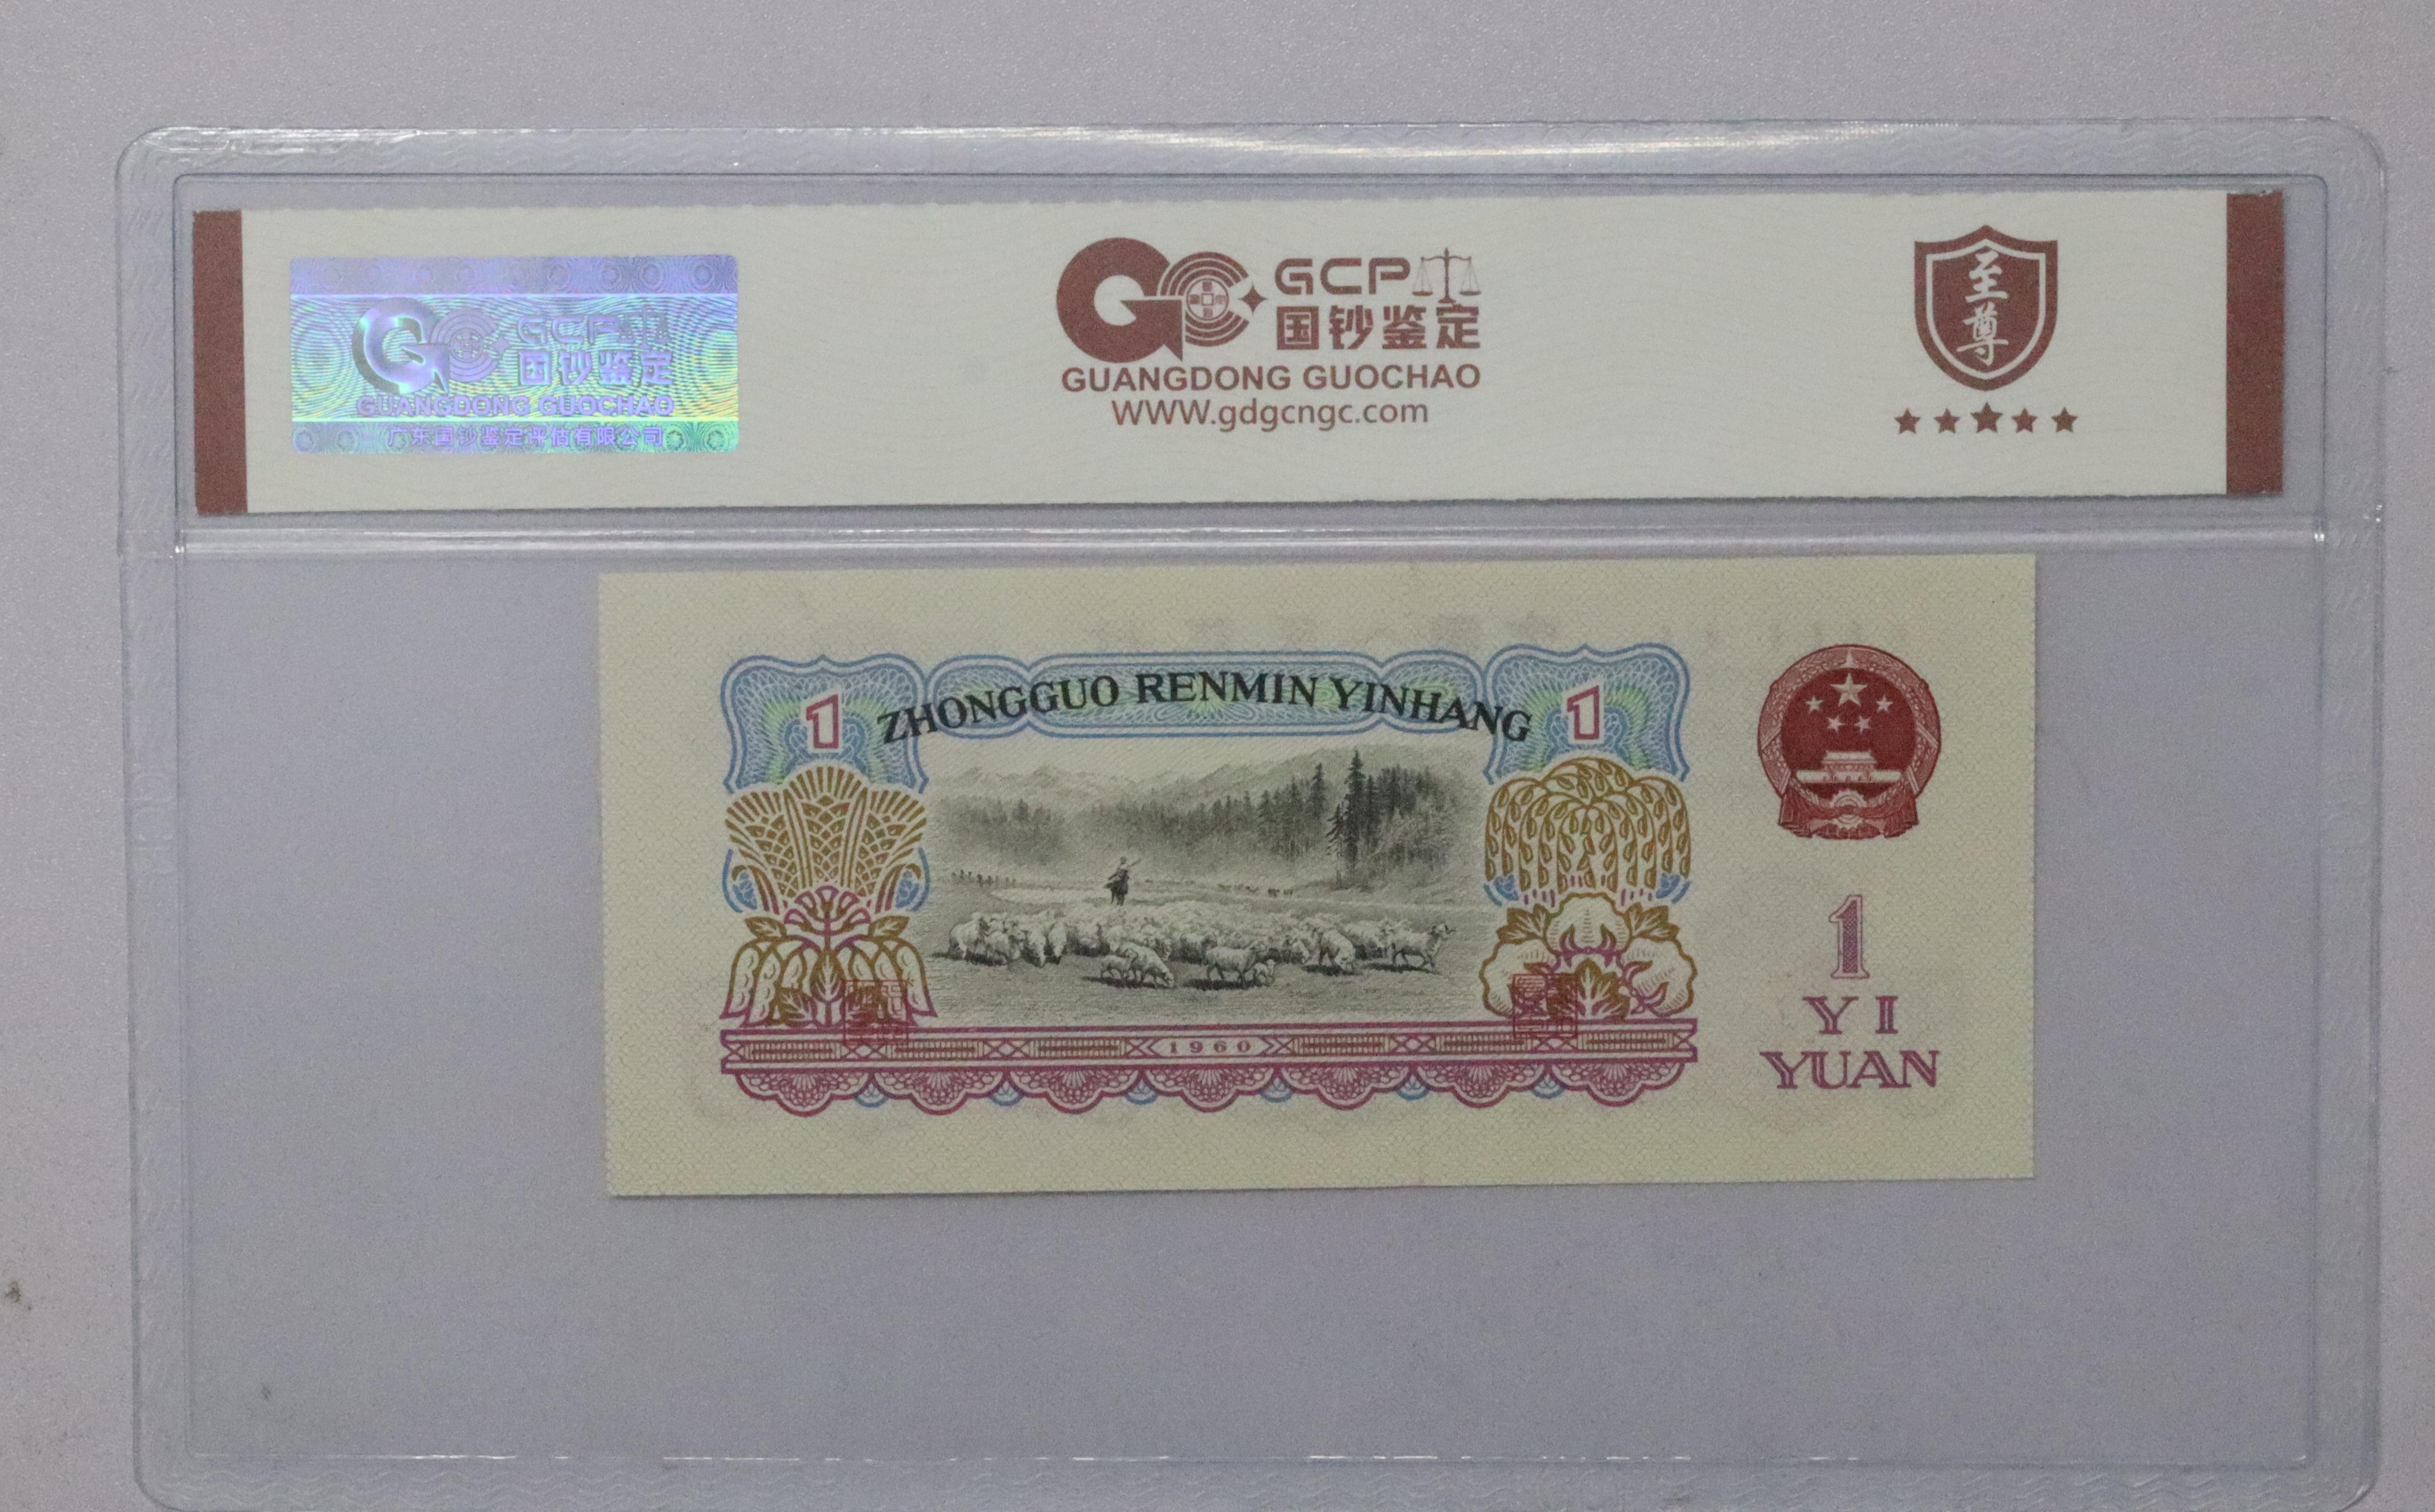 GCP
国钞鉴定
GUANGDONG GUOCHAO
广东国钞鉴定评估有限公司
GCP
国钞鉴定
GUANGDONG GUOCHAO
WWW.gdgcngc.com
至尊
1 ZHONGGUO RENMIN YINHANG 1
1960
1
YI
YUAN